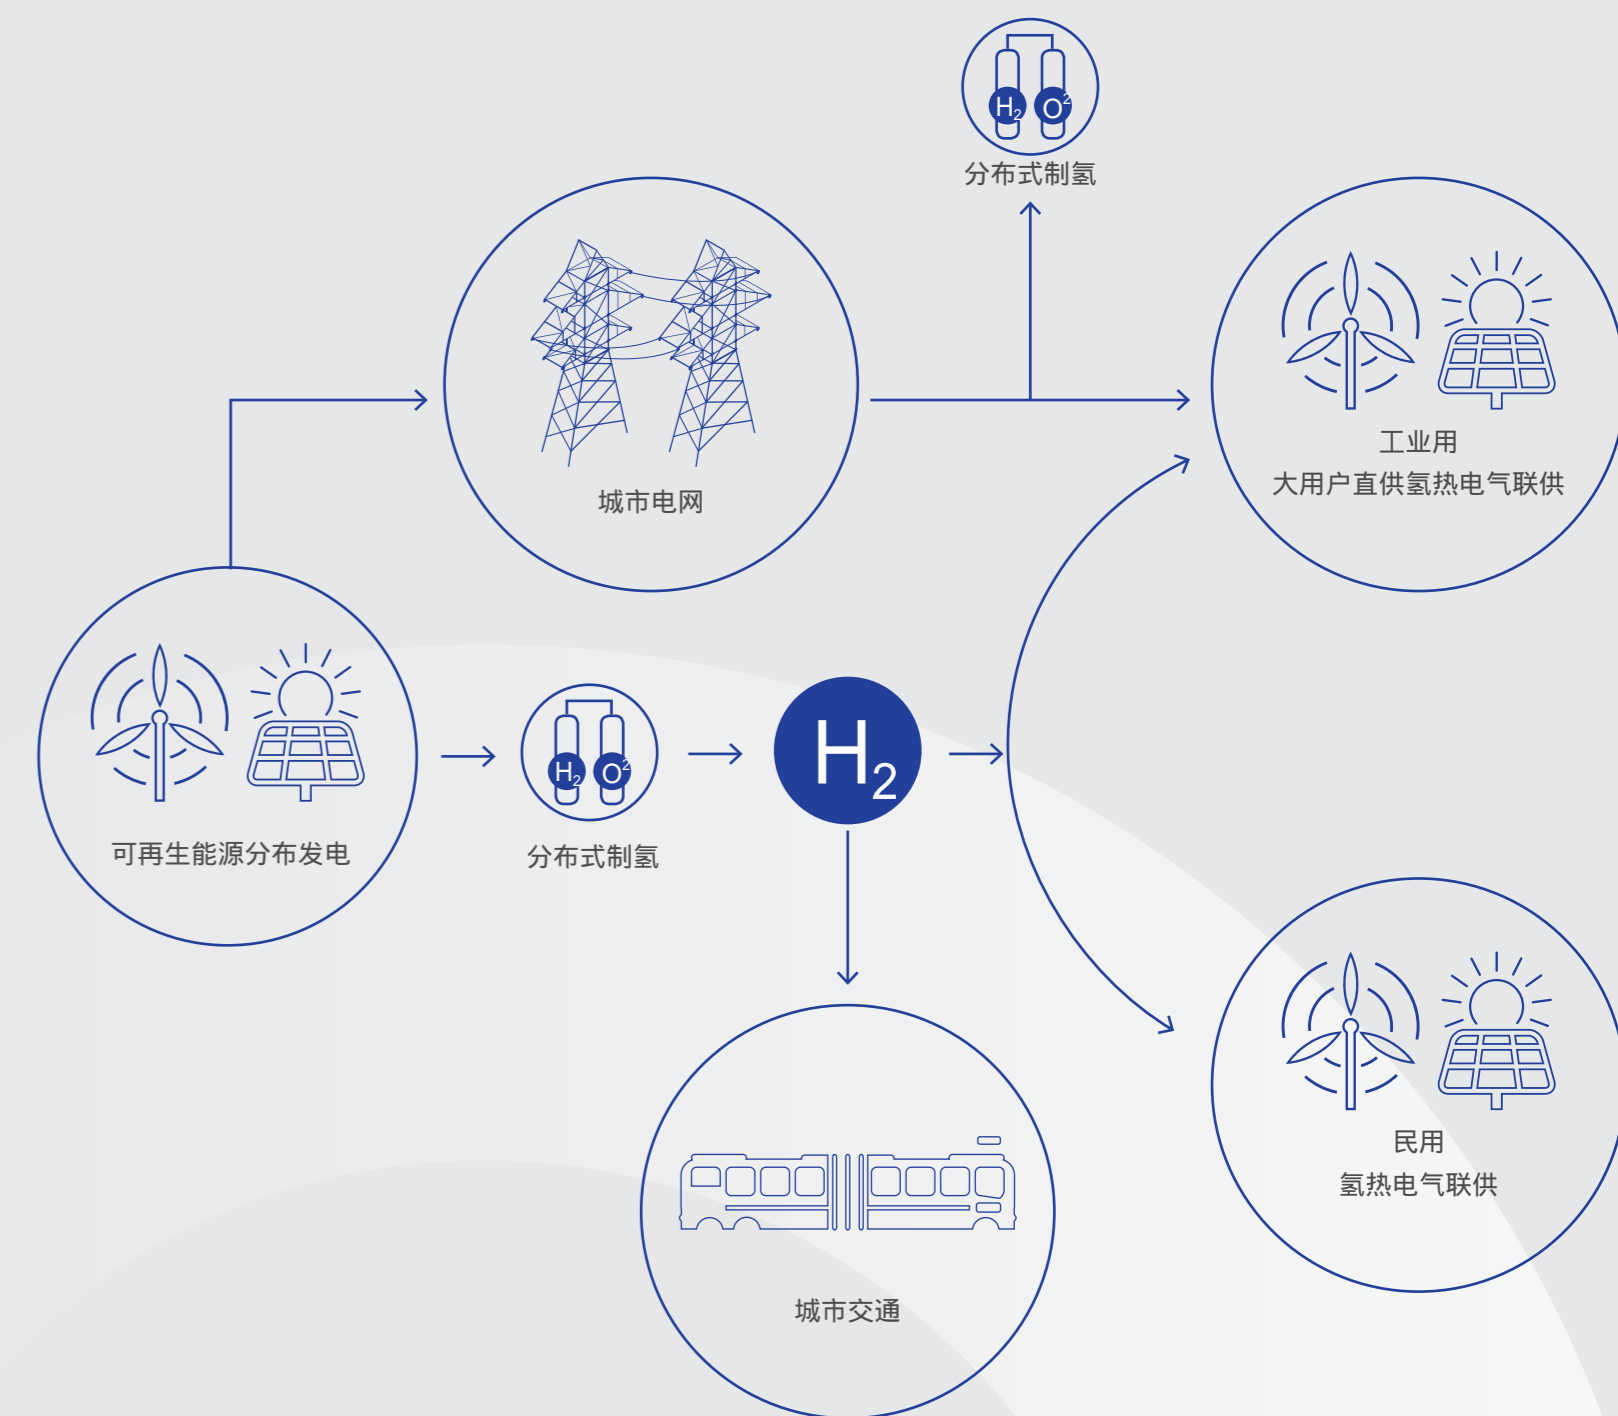 H₂ O²
分布式制氢
城市电网
工业用
大用户直供氢热电气联供
可再生能源分布发电
H₂ O²
分布式制氢
H₂
民用
氢热电气联供
城市交通